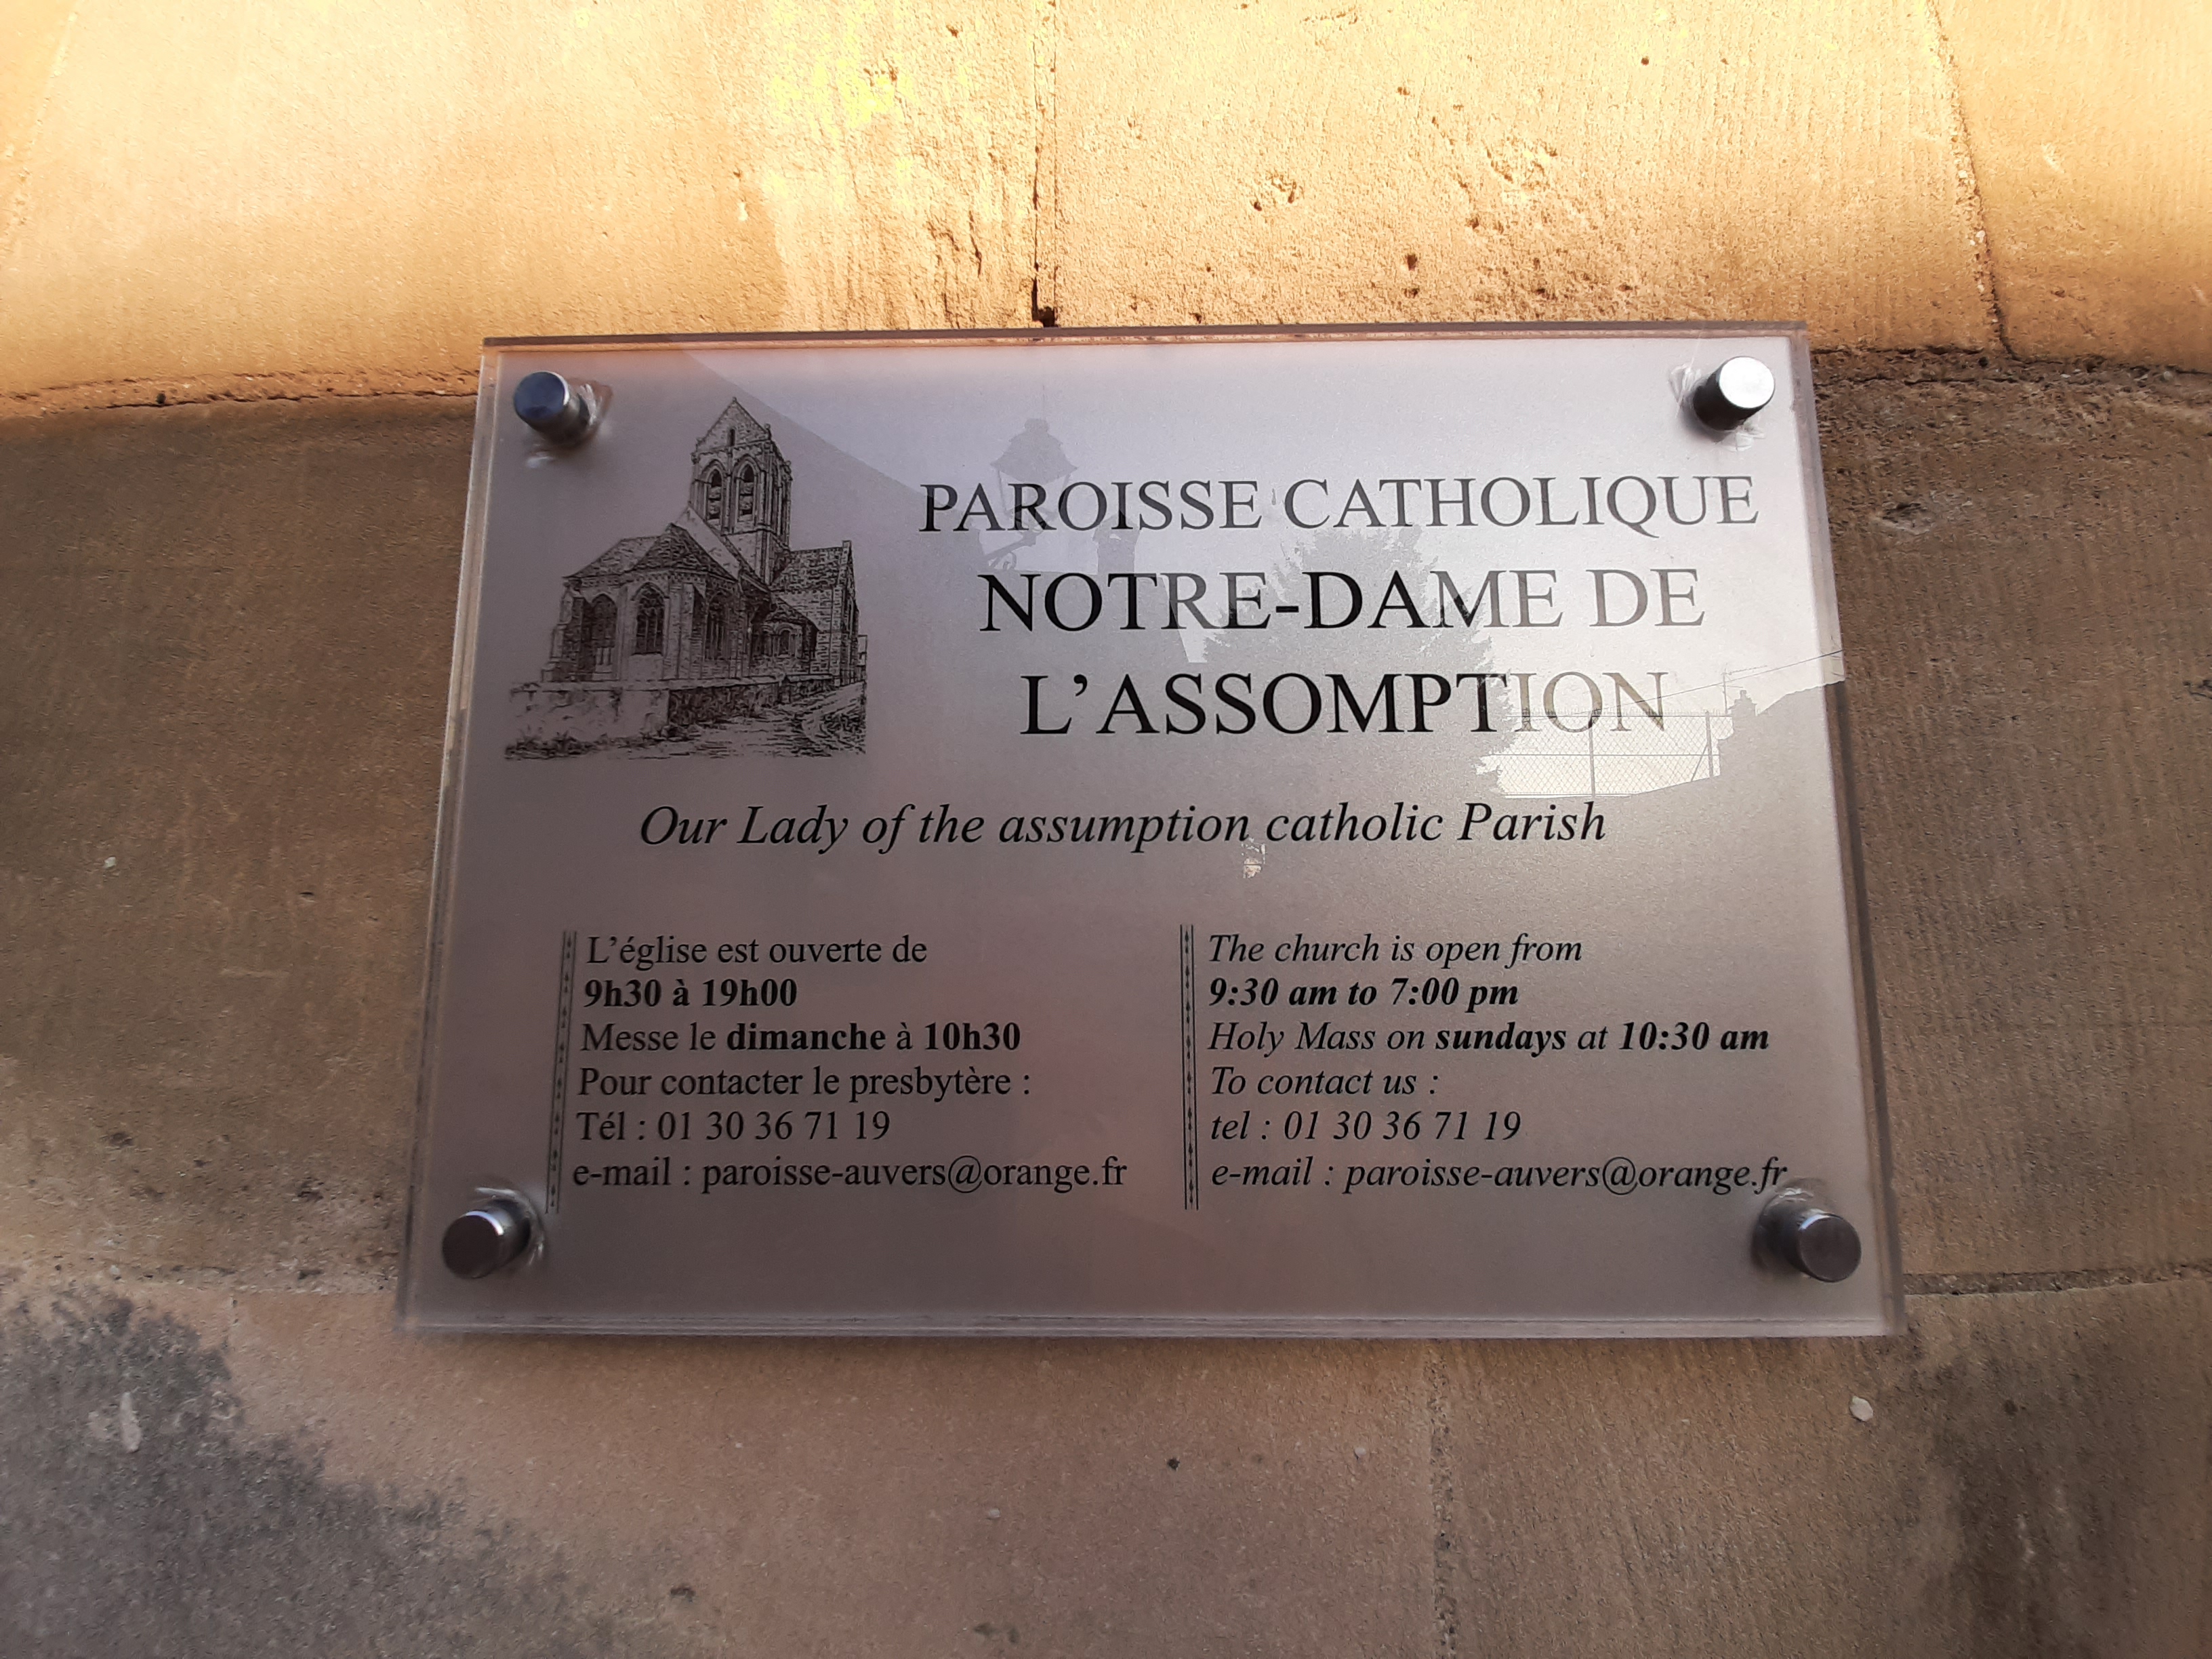 PAROISSE CATHOLIQUE
NOTRE-DAME DE
L’ASSOMPTION
Our Lady of the assumption catholic Parish
L’église est ouverte de
9h30 à 19h00
Messe le dimanche à 10h30
Pour contacter le presbytère :
Tél : 01 30 36 71 19
e-mail : paroisse-auvers@orange.fr
The church is open from
9:30 am to 7:00 pm
Holy Mass on sundays at 10:30 am
To contact us :
tel : 01 30 36 71 19
e-mail : paroisse-auvers@orange.fr